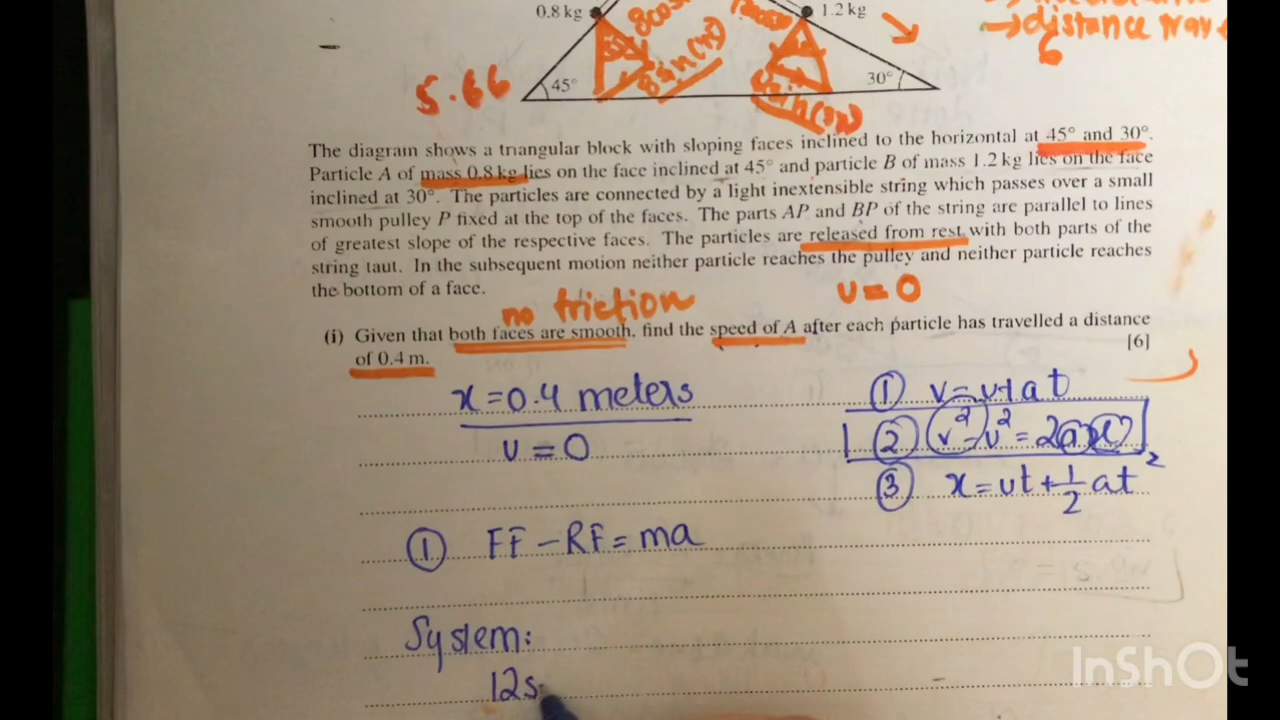 0.8 kg
1.2 kg
→distance
6
5.66
45°
8 sin(45)
30°
The diagram shows a triangular block with sloping faces inclined to the horizontal at 45° and 30°.
Particle A of mass 0.8 kg lies on the face inclined at 45° and particle B of mass 1.2 kg lies on the face
inclined at 30°. The particles are connected by a light inextensible string which passes over a small
smooth pulley P fixed at the top of the faces. The parts AP and BP of the string are parallel to lines
of greatest slope of the respective faces. The particles are released from rest with both parts of the
string taut. In the subsequent motion neither particle reaches the pulley and neither particle reaches
the bottom of a face.
no friction
u = 0
(i) Given that both faces are smooth, find the speed of A after each particle has travelled a distance
of 0.4 m.
[6]
x = 0.4 meters
u = 0
① v = u + at
② v² - u² = 2ax
③ x = ut + 1/2 at²
① FF - RF = ma
System:
12s
InShOt